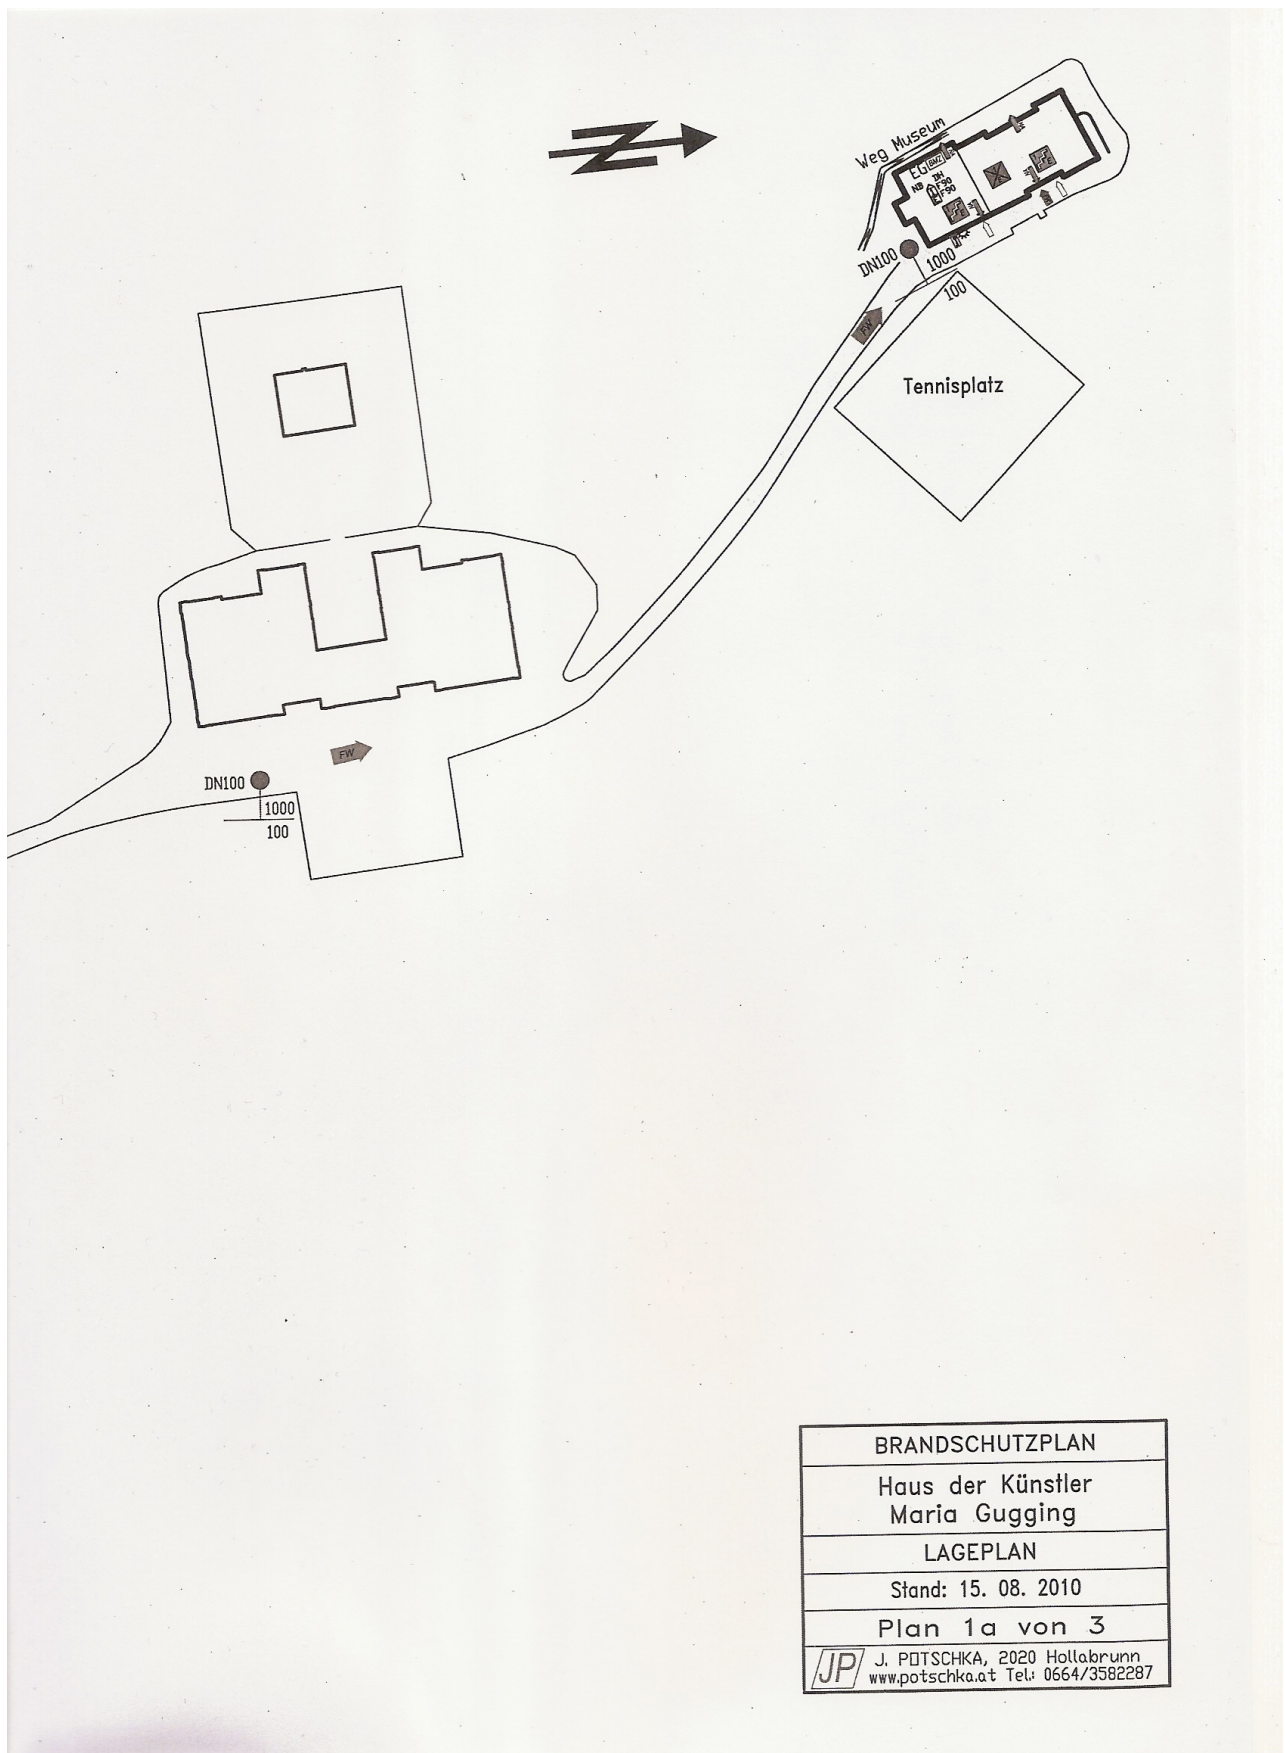 Weg Museum
EG BMZ
NB
DH
F90
F90
DN100
1000
100
FW
Tennisplatz
FW
DN100
1000
100
BRANDSCHUTZPLAN
Haus der Künstler
Maria Gugging
LAGEPLAN
Stand: 15. 08. 2010
Plan 1a von 3
JP
J. POTSCHKA, 2020 Hollabrunn
www.potschka.at Tel.: 0664/3582287